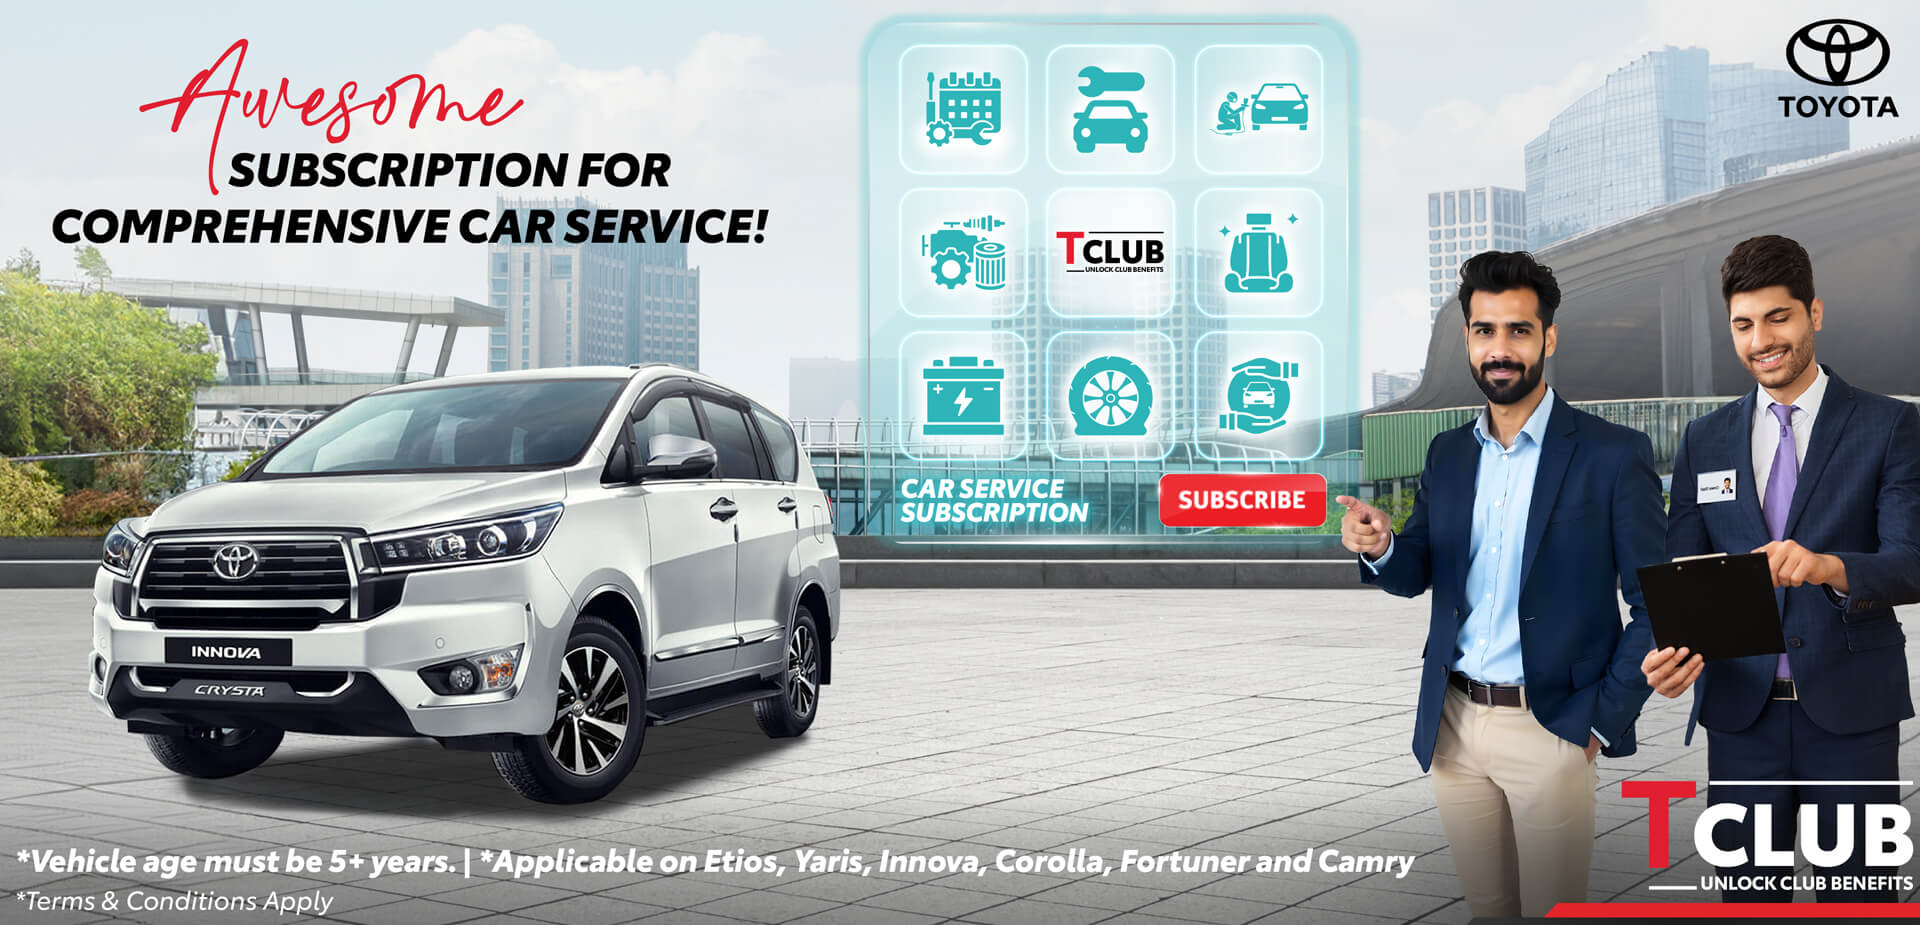 Awesome
SUBSCRIPTION FOR
COMPREHENSIVE CAR SERVICE!
TOYOTA
TCLUB
UNLOCK CLUB BENEFITS
CAR SERVICE
SUBSCRIPTION
SUBSCRIBE
INNOVA
CRYSTA
*Vehicle age must be 5+ years. | *Applicable on Etios, Yaris, Innova, Corolla, Fortuner and Camry
*Terms & Conditions Apply
TCLUB
UNLOCK CLUB BENEFITS